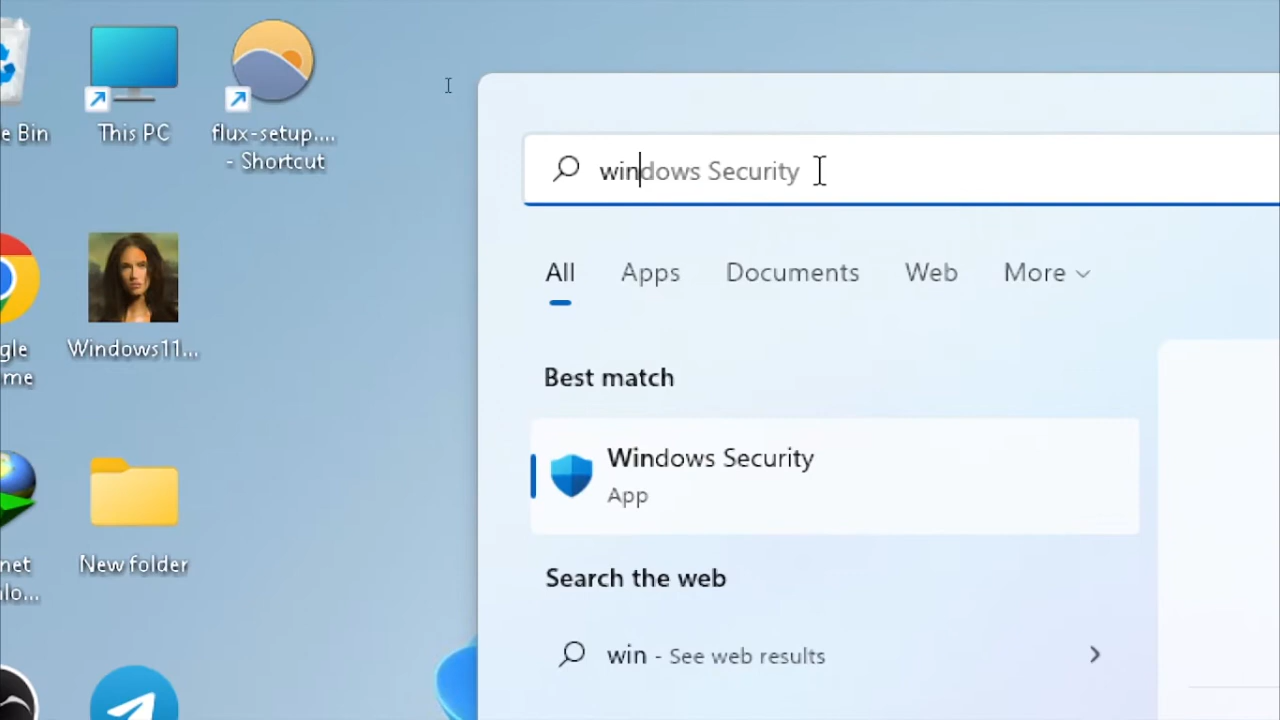 e Bin
This PC
flux-setup....
- Shortcut
windows Security
All Apps Documents Web More
gle
me
Windows11...
Best match
Windows Security
App
net
lo...
New folder
Search the web
win - See web results